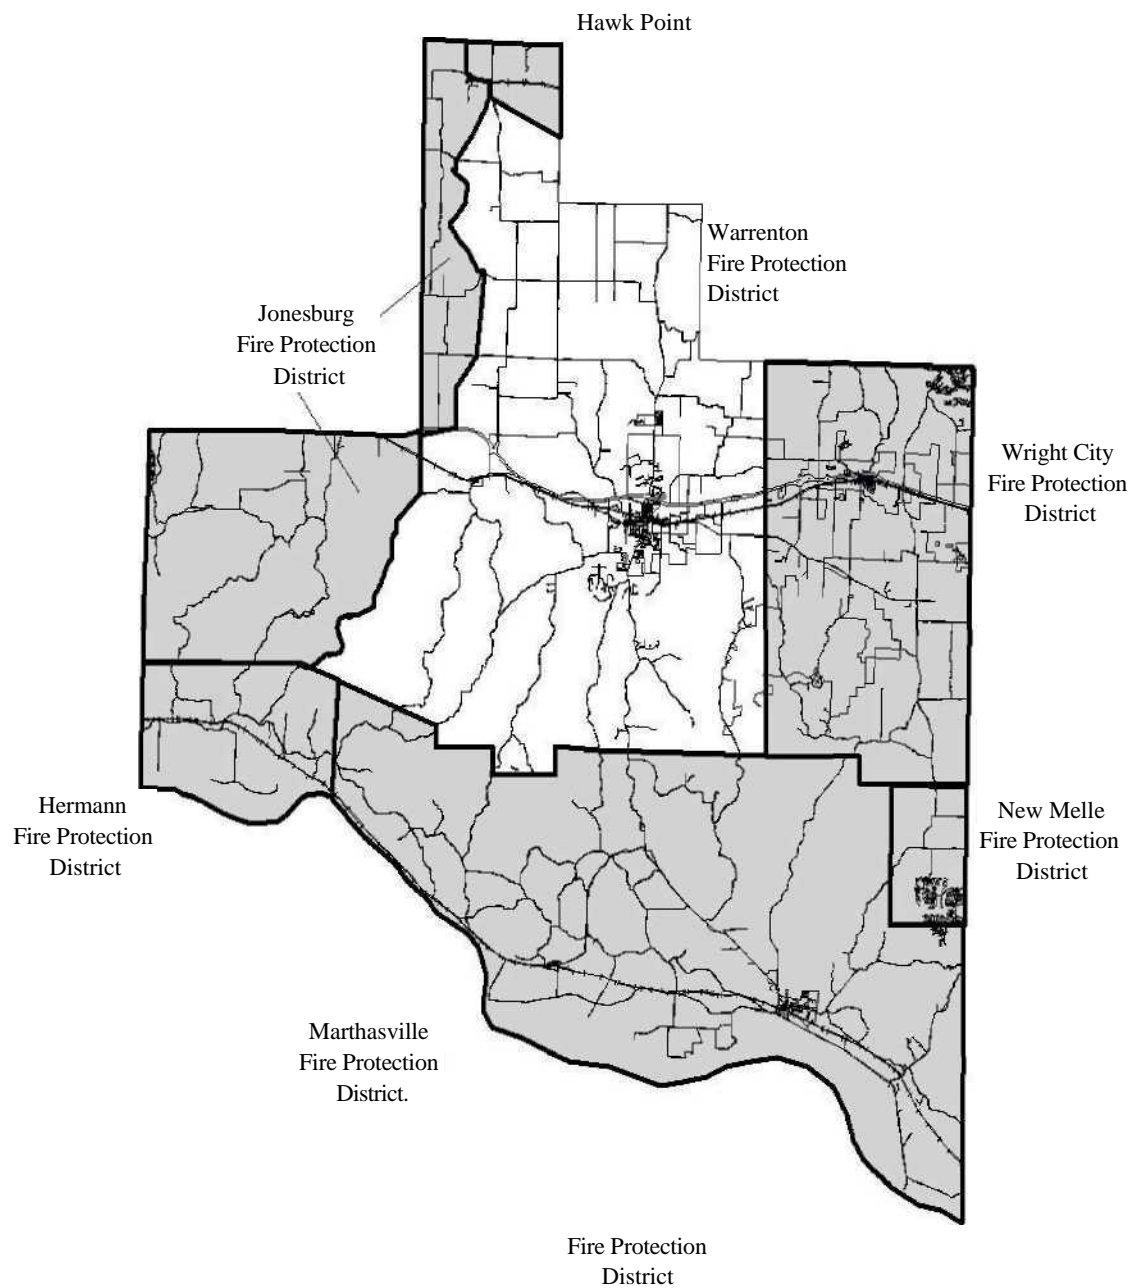 Hawk Point
Warrenton
Fire Protection
District
Jonesburg
Fire Protection
District
Wright City
Fire Protection
District
Hermann
Fire Protection
District
New Melle
Fire Protection
District
Marthasville
Fire Protection
District.
Fire Protection
District